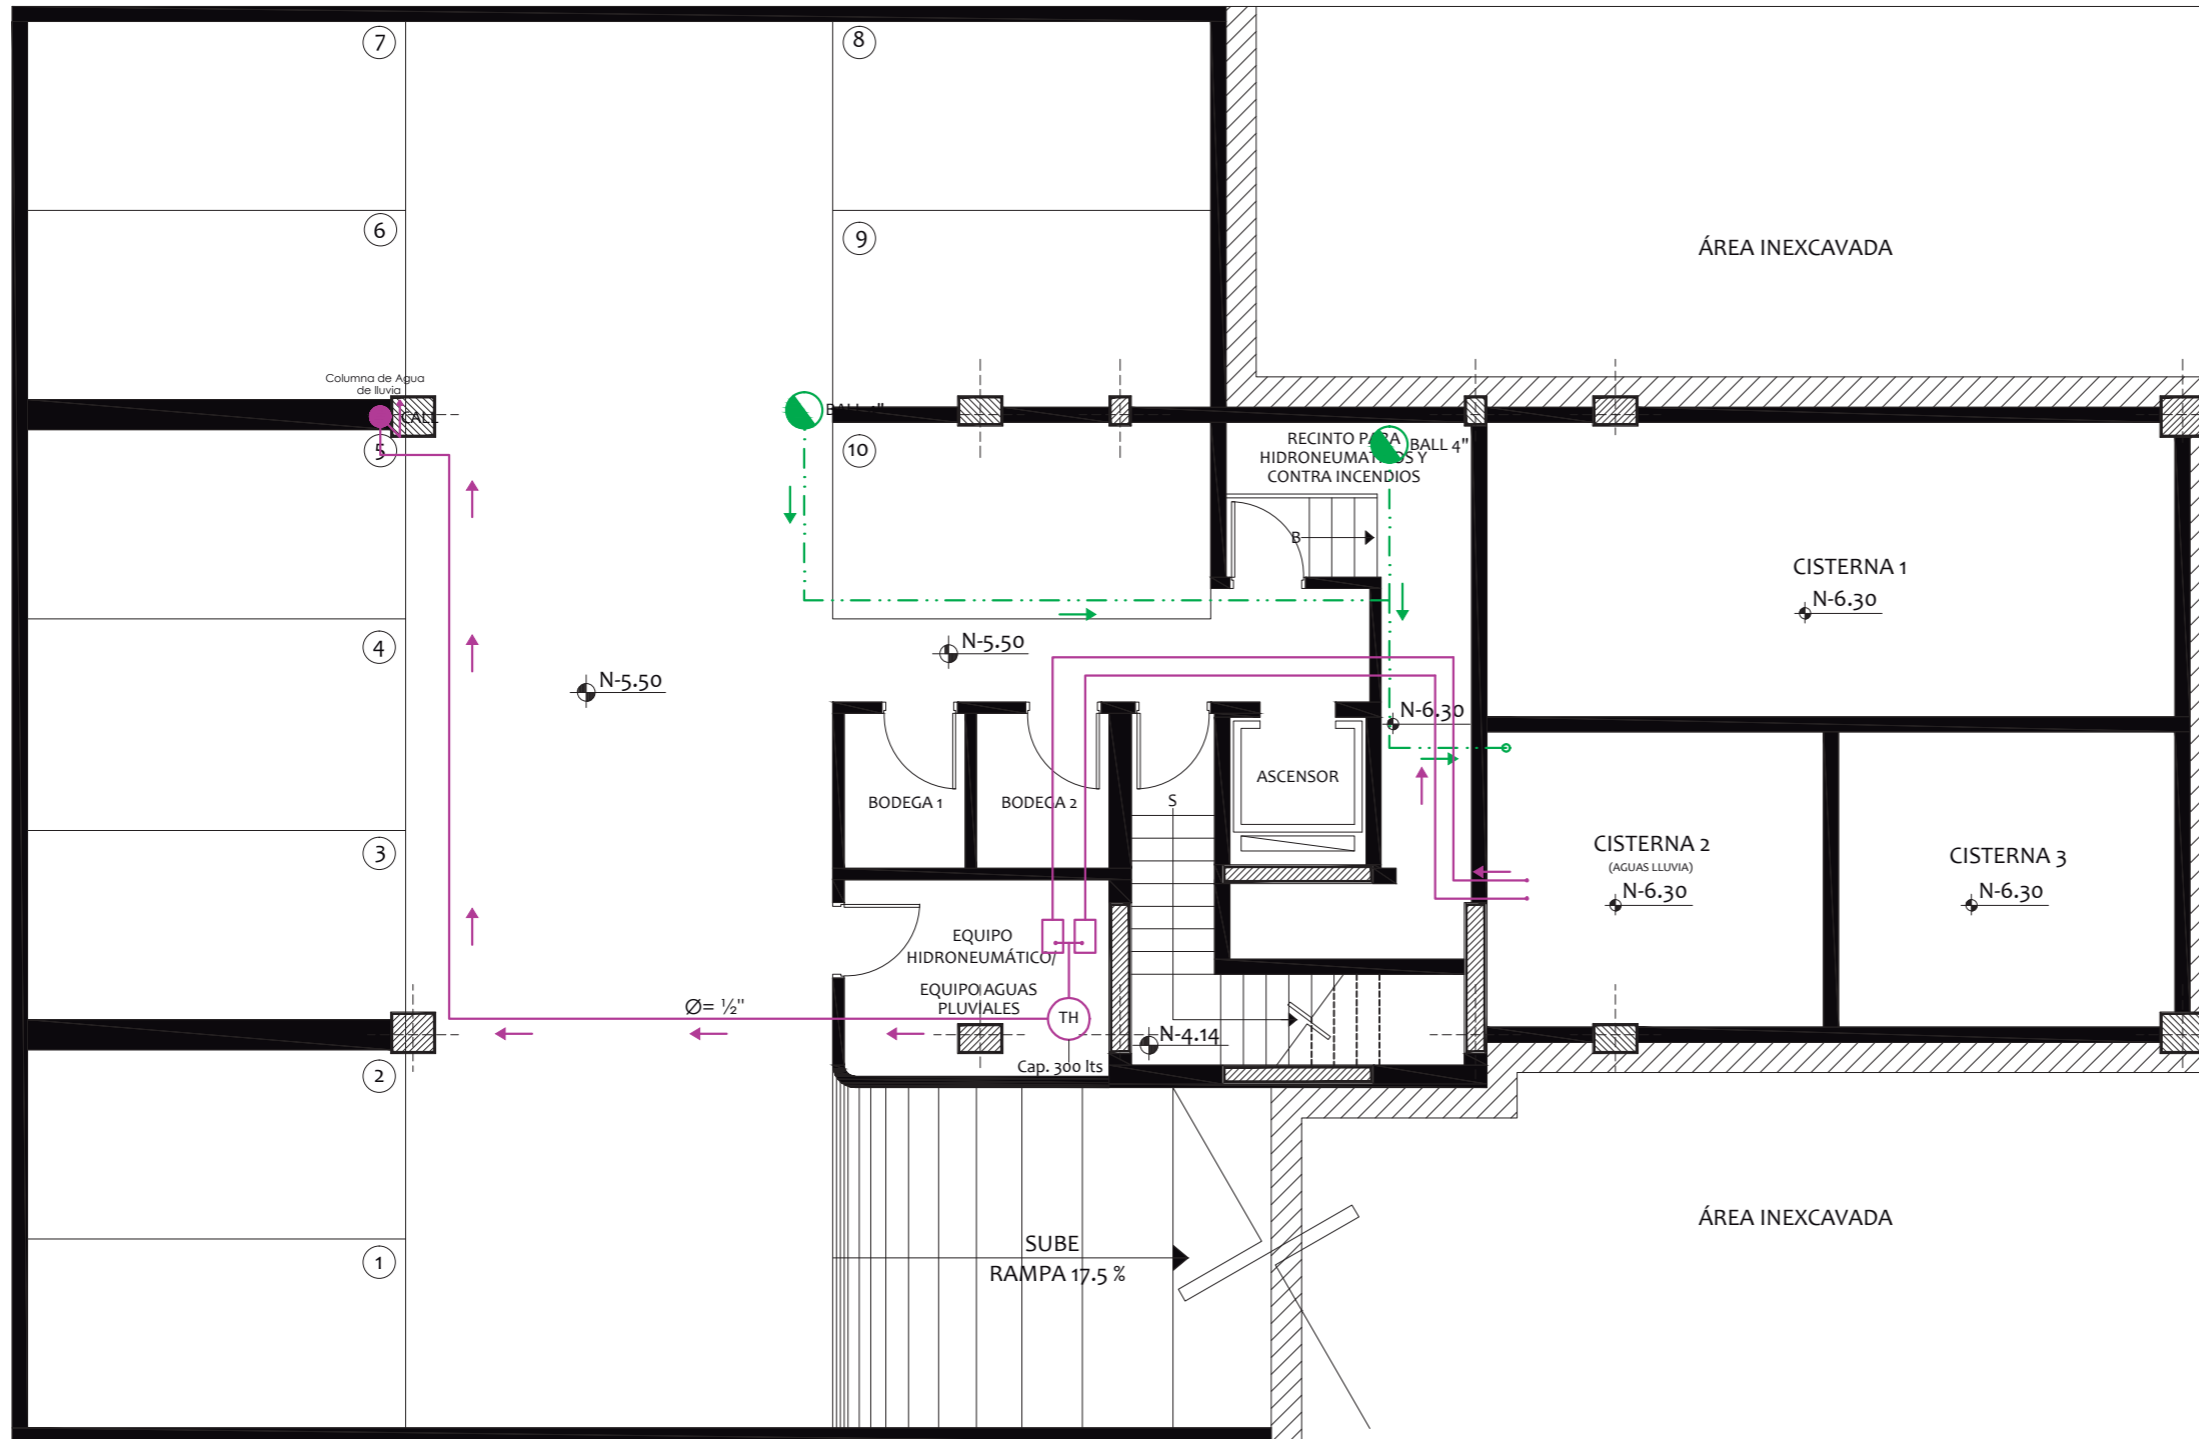 7
8
6
9
ÁREA INEXCAVADA
Columna de Agua
de lluvia
CALL
BALL 4"
5
10
RECINTO PARA
HIDRONEUMATICOS Y
CONTRA INCENDIOS
BALL 4"
B
CISTERNA 1
N-6.30
4
N-5.50
N-5.50
N-6.30
ASCENSOR
BODEGA 1
BODEGA 2
S
3
CISTERNA 2
(AGUAS LLUVIA)
N-6.30
CISTERNA 3
N-6.30
EQUIPO
HIDRONEUMÁTICO/
EQUIPO AGUAS
PLUVIALES
Ø= ½"
TH
N-4.14
Cap. 300 lts
2
ÁREA INEXCAVADA
SUBE
RAMPA 17.5 %
1